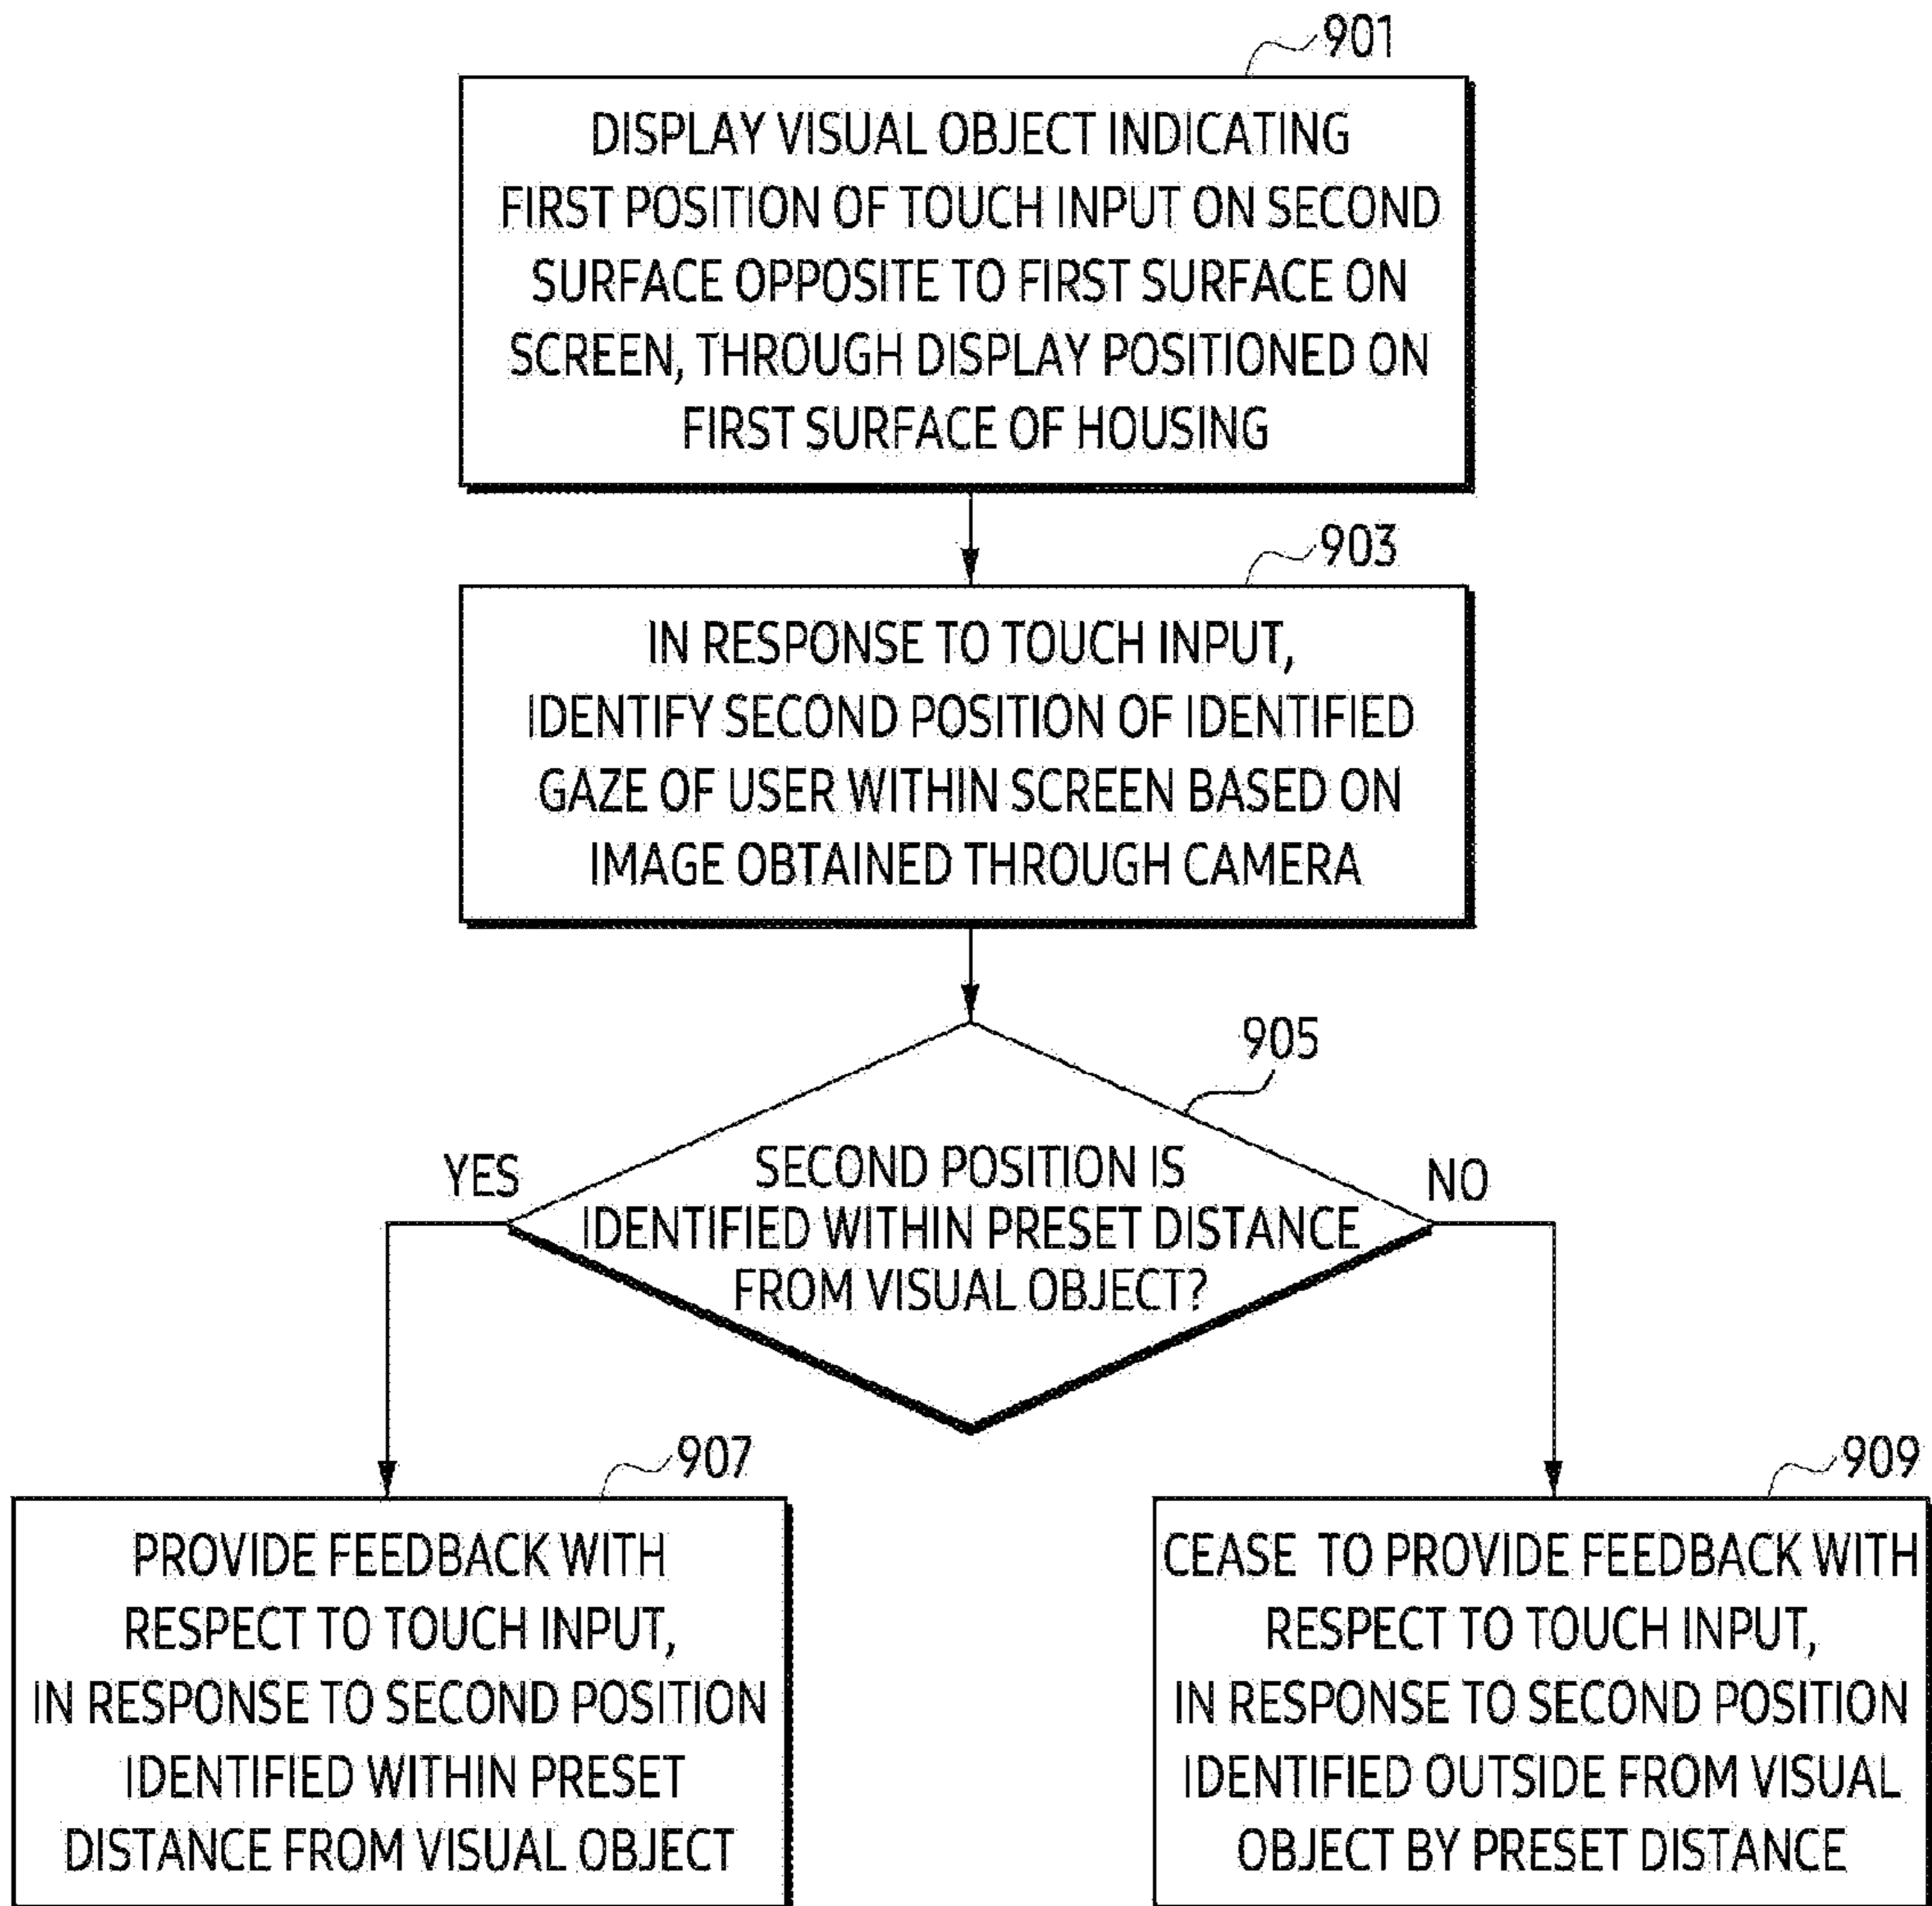 901
DISPLAY VISUAL OBJECT INDICATING
FIRST POSITION OF TOUCH INPUT ON SECOND
SURFACE OPPOSITE TO FIRST SURFACE ON
SCREEN, THROUGH DISPLAY POSITIONED ON
FIRST SURFACE OF HOUSING
903
IN RESPONSE TO TOUCH INPUT,
IDENTIFY SECOND POSITION OF IDENTIFIED
GAZE OF USER WITHIN SCREEN BASED ON
IMAGE OBTAINED THROUGH CAMERA
905
YES
NO
SECOND POSITION IS
IDENTIFIED WITHIN PRESET DISTANCE
FROM VISUAL OBJECT?
907
PROVIDE FEEDBACK WITH
RESPECT TO TOUCH INPUT,
IN RESPONSE TO SECOND POSITION
IDENTIFIED WITHIN PRESET
DISTANCE FROM VISUAL OBJECT
909
CEASE TO PROVIDE FEEDBACK WITH
RESPECT TO TOUCH INPUT,
IN RESPONSE TO SECOND POSITION
IDENTIFIED OUTSIDE FROM VISUAL
OBJECT BY PRESET DISTANCE